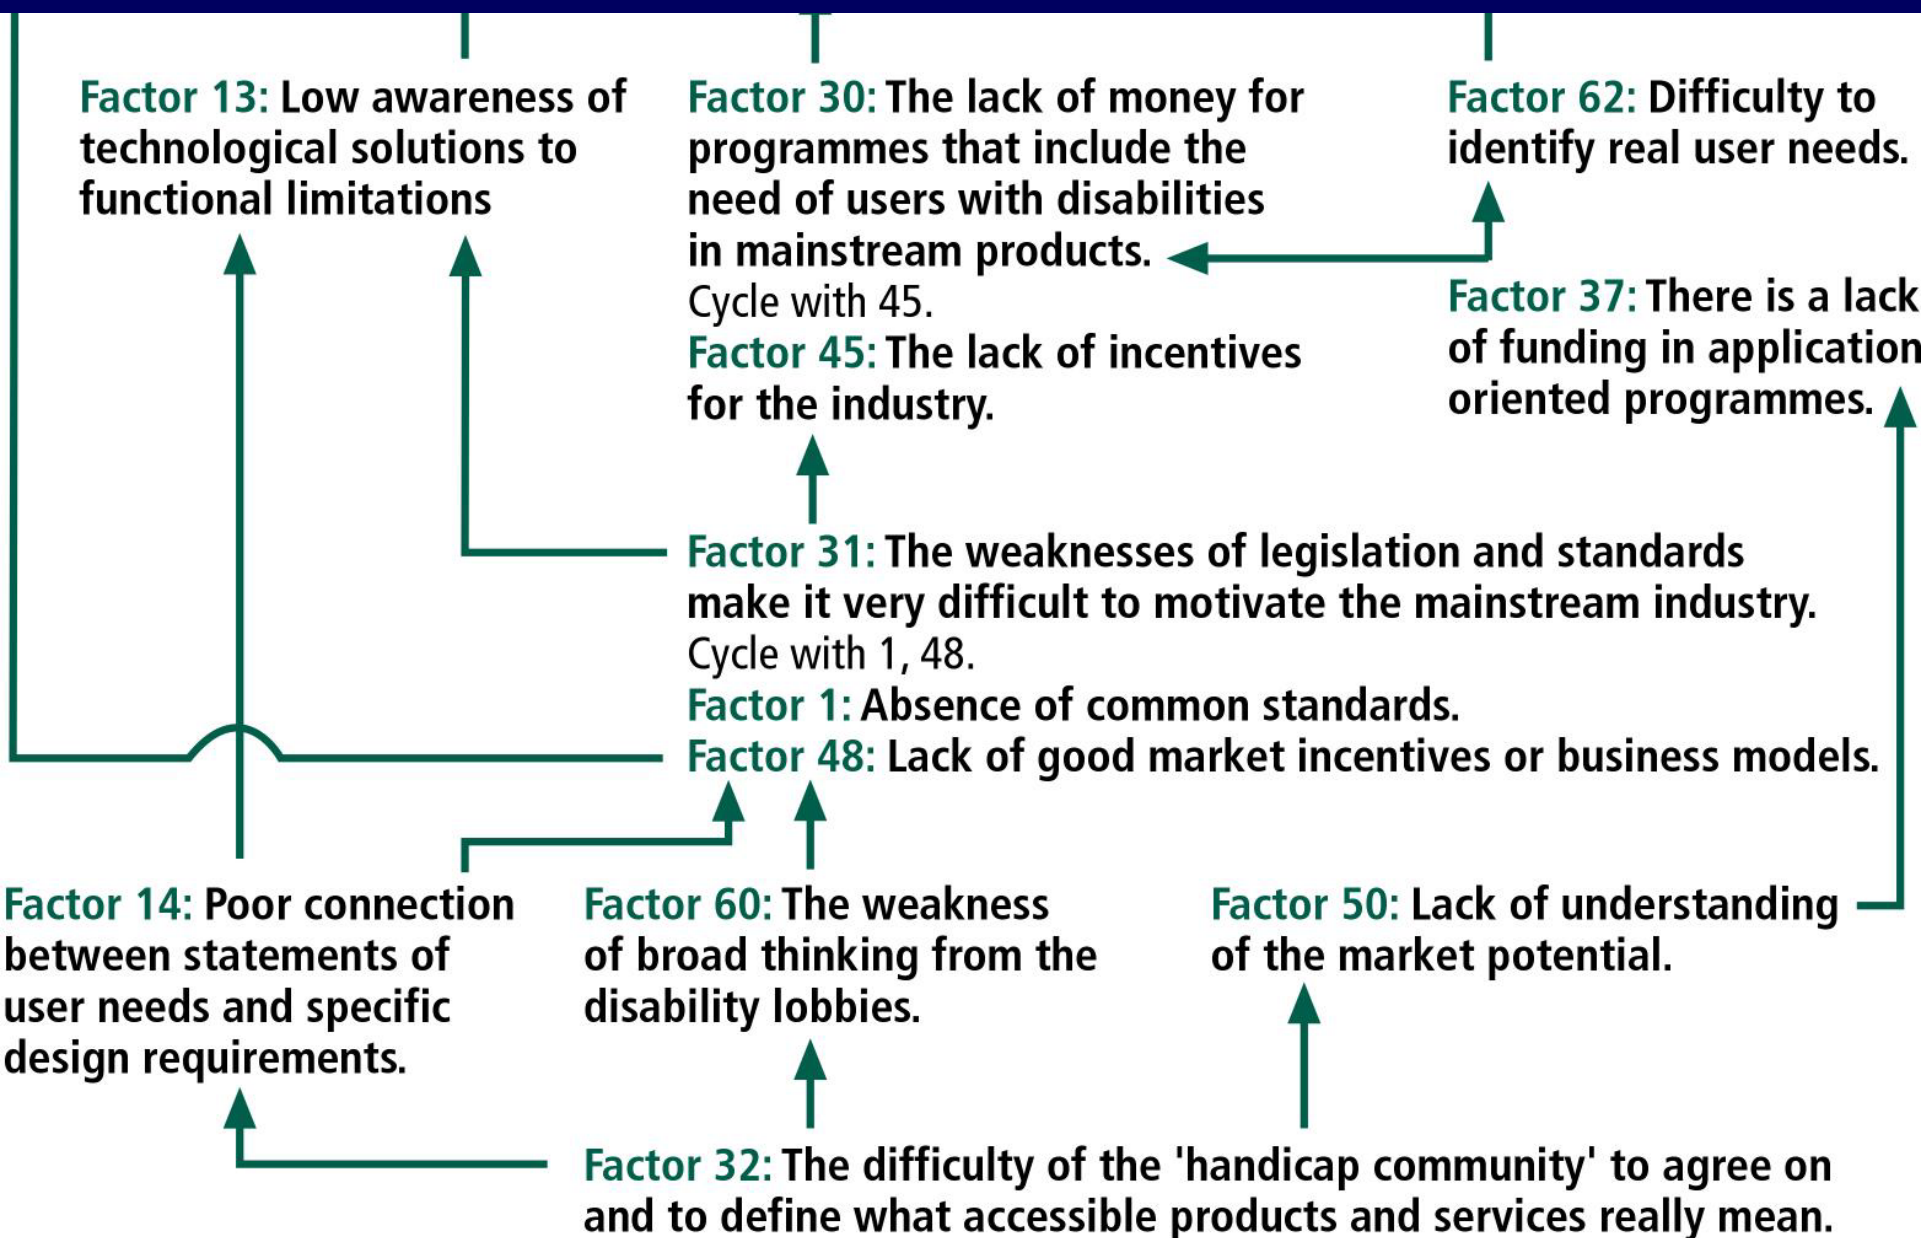 Factor 13: Low awareness of
technological solutions to
functional limitations
Factor 30: The lack of money for
programmes that include the
need of users with disabilities
in mainstream products.
Cycle with 45.
Factor 45: The lack of incentives
for the industry.
Factor 62: Difficulty to
identify real user needs.
Factor 37: There is a lack
of funding in application
oriented programmes.
Factor 31: The weaknesses of legislation and standards
make it very difficult to motivate the mainstream industry.
Cycle with 1, 48.
Factor 1: Absence of common standards.
Factor 48: Lack of good market incentives or business models.
Factor 14: Poor connection
between statements of
user needs and specific
design requirements.
Factor 60: The weakness
of broad thinking from the
disability lobbies.
Factor 50: Lack of understanding
of the market potential.
Factor 32: The difficulty of the 'handicap community' to agree on
and to define what accessible products and services really mean.